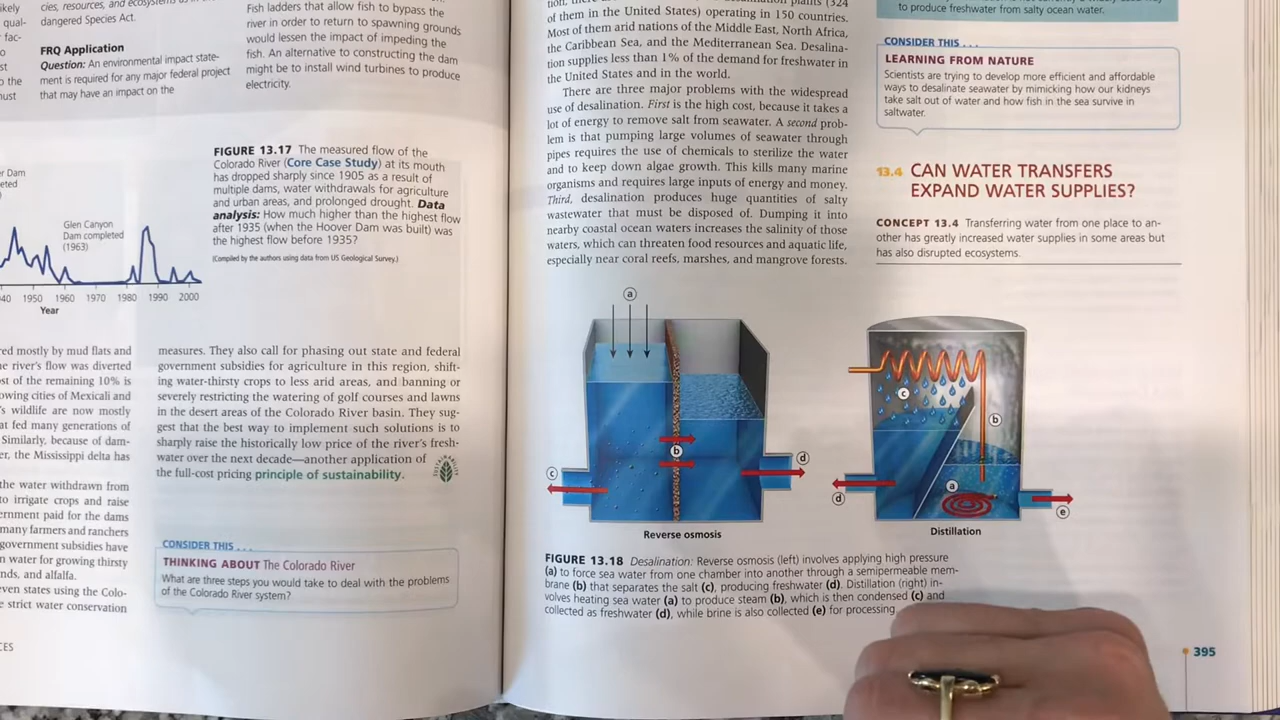 likely
qual-
fac-
o
st
o the
must
cies, resources, and ecosystems
dangered Species Act.
FRQ Application
Question: An environmental impact state-
ment is required for any major federal project
that may have an impact on the
Fish ladders that allow fish to bypass the
river in order to return to spawning grounds
would lessen the impact of impeding the
fish. An alternative to constructing the dam
might be to install wind turbines to produce
electricity.
FIGURE 13.17 The measured flow of the
Colorado River (Core Case Study) at its mouth
has dropped sharply since 1905 as a result of
multiple dams, water withdrawals for agriculture
and urban areas, and prolonged drought. Data
analysis: How much higher than the highest flow
after 1935 (when the Hoover Dam was built) was
the highest flow before 1935?
(Compiled by the authors using data from US Geological Survey.)
er Dam
eted
)
Glen Canyon
Dam completed
(1963)
40 1950 1960 1970 1980 1990 2000
Year
red mostly by mud flats and
e river's flow was diverted
ost of the remaining 10% is
owing cities of Mexicali and
's wildlife are now mostly
at fed many generations of
Similarly, because of dam-
er, the Mississippi delta has
the water withdrawn from
to irrigate crops and raise
ernment paid for the dams
many farmers and ranchers
government subsidies have
n water for growing thirsty
nds, and alfalfa.
even states using the Colo-
e strict water conservation
measures. They also call for phasing out state and federal
government subsidies for agriculture in this region, shift-
ing water-thirsty crops to less arid areas, and banning or
severely restricting the watering of golf courses and lawns
in the desert areas of the Colorado River basin. They sug-
gest that the best way to implement such solutions is to
sharply raise the historically low price of the river's fresh-
water over the next decade—another application of
the full-cost pricing principle of sustainability.
CONSIDER THIS . . .
THINKING ABOUT The Colorado River
What are three steps you would take to deal with the problems
of the Colorado River system?
CES
plants (324
of them in the United States) operating in 150 countries.
Most of them arid nations of the Middle East, North Africa,
the Caribbean Sea, and the Mediterranean Sea. Desalina-
tion supplies less than 1% of the demand for freshwater in
the United States and in the world.
There are three major problems with the widespread
use of desalination. First is the high cost, because it takes a
lot of energy to remove salt from seawater. A second prob-
lem is that pumping large volumes of seawater through
pipes requires the use of chemicals to sterilize the water
and to keep down algae growth. This kills many marine
organisms and requires large inputs of energy and money.
Third, desalination produces huge quantities of salty
wastewater that must be disposed of. Dumping it into
nearby coastal ocean waters increases the salinity of those
waters, which can threaten food resources and aquatic life,
especially near coral reefs, marshes, and mangrove forests.
to produce freshwater from salty ocean water.
CONSIDER THIS . . .
LEARNING FROM NATURE
Scientists are trying to develop more efficient and affordable
ways to desalinate seawater by mimicking how our kidneys
take salt out of water and how fish in the sea survive in
saltwater.
13.4 CAN WATER TRANSFERS
EXPAND WATER SUPPLIES?
CONCEPT 13.4 Transferring water from one place to an-
other has greatly increased water supplies in some areas but
has also disrupted ecosystems.
a
b
c
d
Reverse osmosis
c
b
a
d
e
Distillation
FIGURE 13.18 Desalination: Reverse osmosis (left) involves applying high pressure
(a) to force sea water from one chamber into another through a semipermeable mem-
brane (b) that separates the salt (c), producing freshwater (d). Distillation (right) in-
volves heating sea water (a) to produce steam (b), which is then condensed (c) and
collected as freshwater (d), while brine is also collected (e) for processing.
395